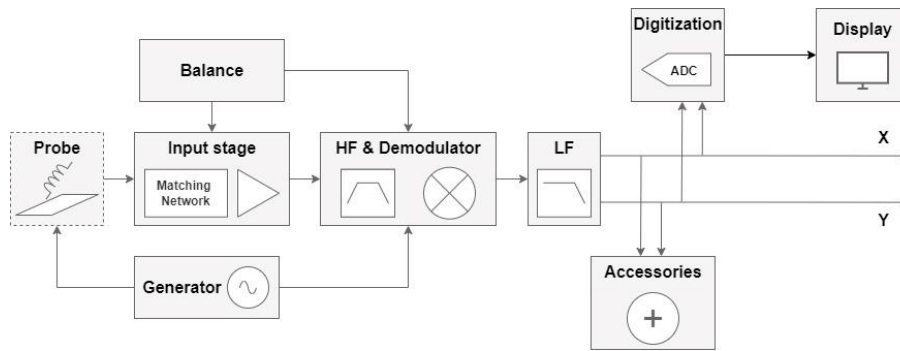 Digitization
Display
ADC
Balance
X
Probe
Input stage
HF & Demodulator
LF
Matching
Network
Y
Generator
Accessories